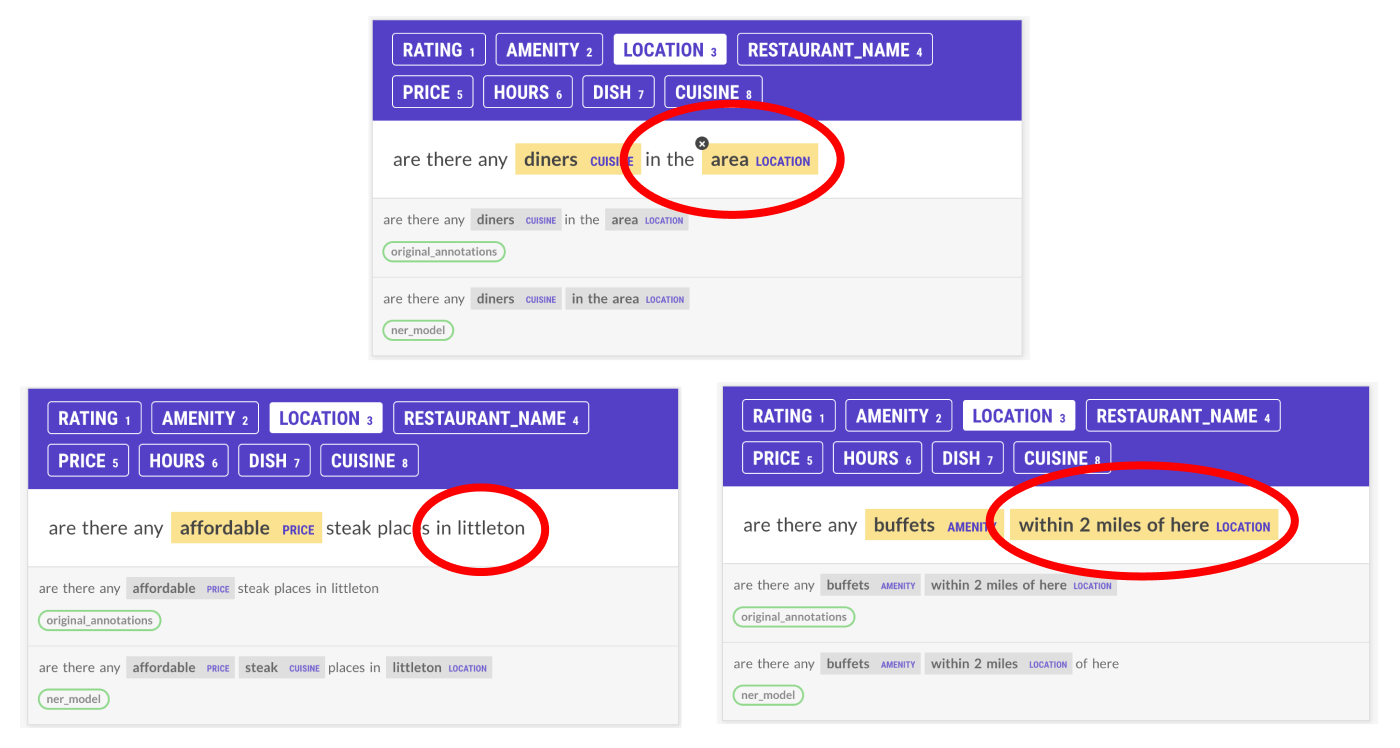 RATING 1 AMENITY 2 LOCATION 3 RESTAURANT_NAME 4
PRICE 5 HOURS 6 DISH 7 CUISINE 8
are there any diners CUISINE in the area LOCATION
are there any diners CUISINE in the area LOCATION
original_annotations
are there any diners CUISINE in the area LOCATION
ner_model
RATING 1 AMENITY 2 LOCATION 3 RESTAURANT_NAME 4
PRICE 5 HOURS 6 DISH 7 CUISINE 8
are there any affordable PRICE steak places in littleton
are there any affordable PRICE steak places in littleton
original_annotations
are there any affordable PRICE steak CUISINE places in littleton LOCATION
ner_model
RATING 1 AMENITY 2 LOCATION 3 RESTAURANT_NAME 4
PRICE 5 HOURS 6 DISH 7 CUISINE 8
are there any buffets AMENITY within 2 miles of here LOCATION
are there any buffets AMENITY within 2 miles of here LOCATION
original_annotations
are there any buffets AMENITY within 2 miles LOCATION of here
ner_model